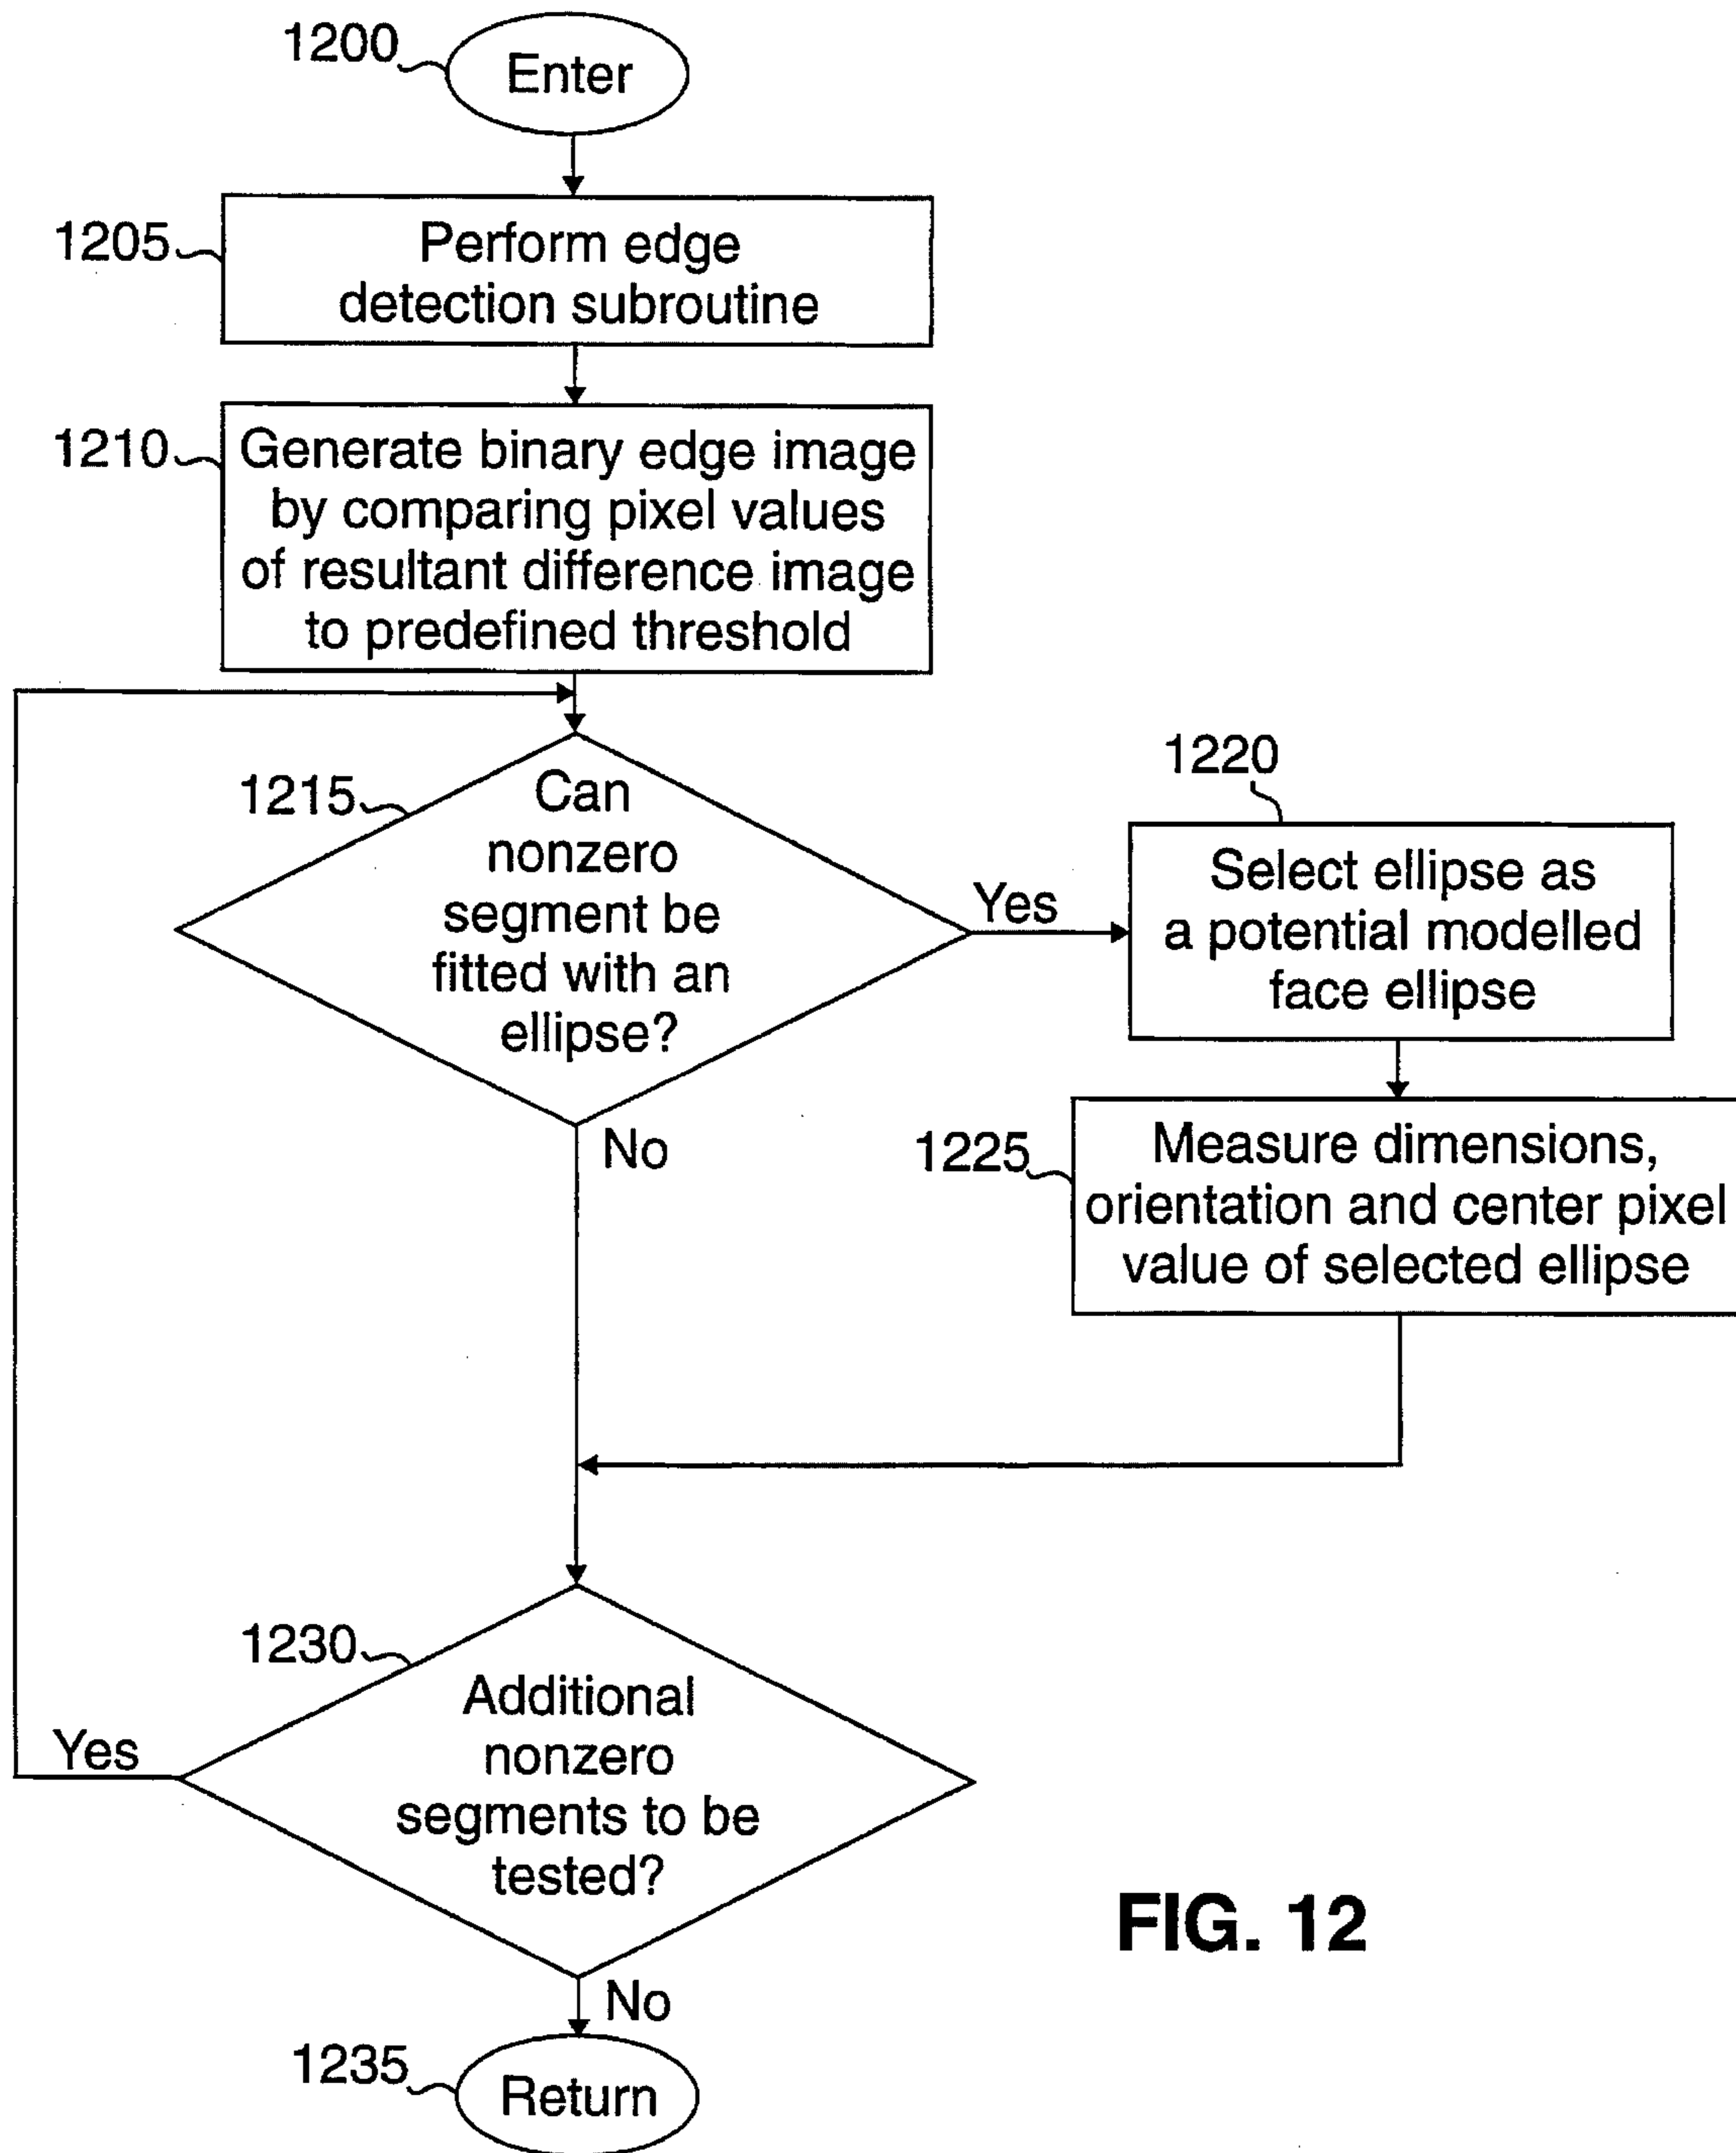 1200
Enter
1205
Perform edge
detection subroutine
1210
Generate binary edge image
by comparing pixel values
of resultant difference image
to predefined threshold
1215
Can
nonzero
segment be
fitted with an
ellipse?
Yes
No
1220
Select ellipse as
a potential modelled
face ellipse
1225
Measure dimensions,
orientation and center pixel
value of selected ellipse
1230
Additional
nonzero
segments to be
tested?
Yes
No
1235
Return
FIG. 12